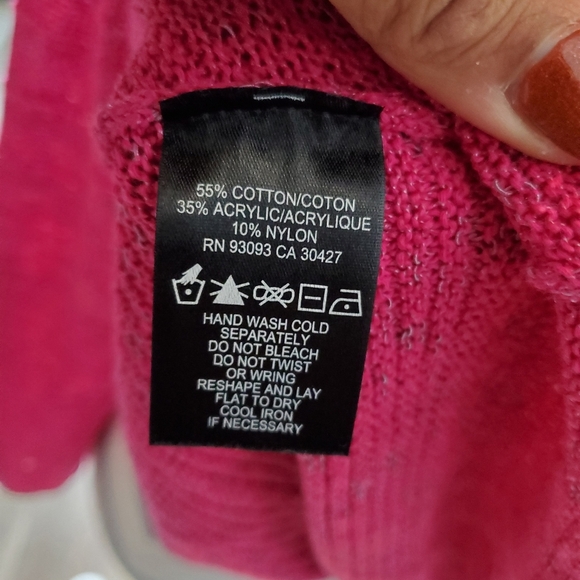 55% COTTON/COTON
35% ACRYLIC/ACRYLIQUE
10% NYLON
RN 93093 CA 30427
HAND WASH COLD
SEPARATELY
DO NOT BLEACH
DO NOT TWIST
OR WRING
RESHAPE AND LAY
FLAT TO DRY
COOL IRON
IF NECESSARY